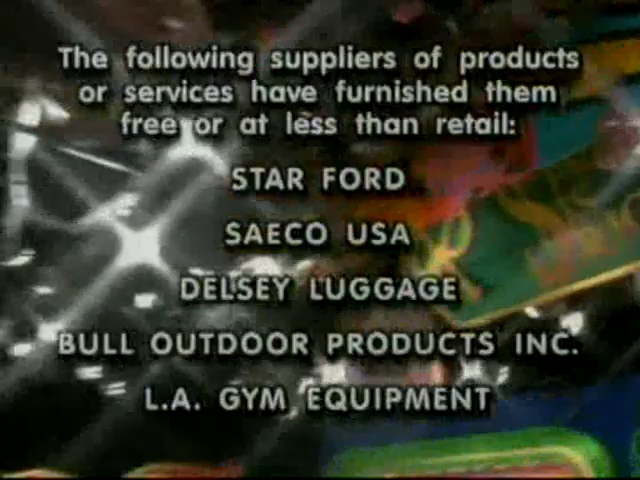 The following suppliers of products
or services have furnished them
free or at less than retail:
STAR FORD
SAECO USA
DELSEY LUGGAGE
BULL OUTDOOR PRODUCTS INC.
L.A. GYM EQUIPMENT